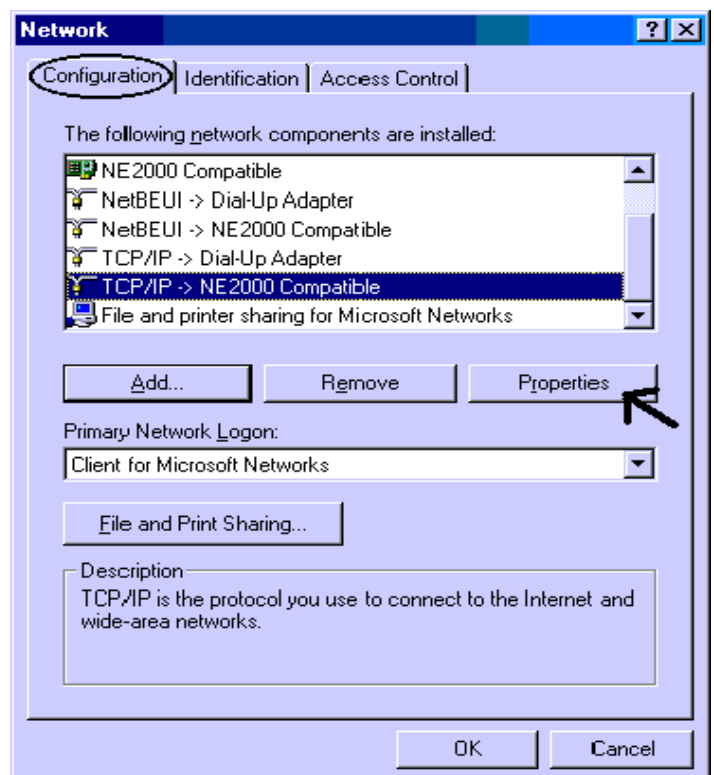 Network
Configuration Identification Access Control
The following network components are installed:
NE2000 Compatible
NetBEUI -> Dial-Up Adapter
NetBEUI -> NE2000 Compatible
TCP/IP -> Dial-Up Adapter
TCP/IP -> NE2000 Compatible
File and printer sharing for Microsoft Networks
Add... Remove Properties
Primary Network Logon:
Client for Microsoft Networks
File and Print Sharing...
Description
TCP/IP is the protocol you use to connect to the Internet and
wide-area networks.
OK Cancel